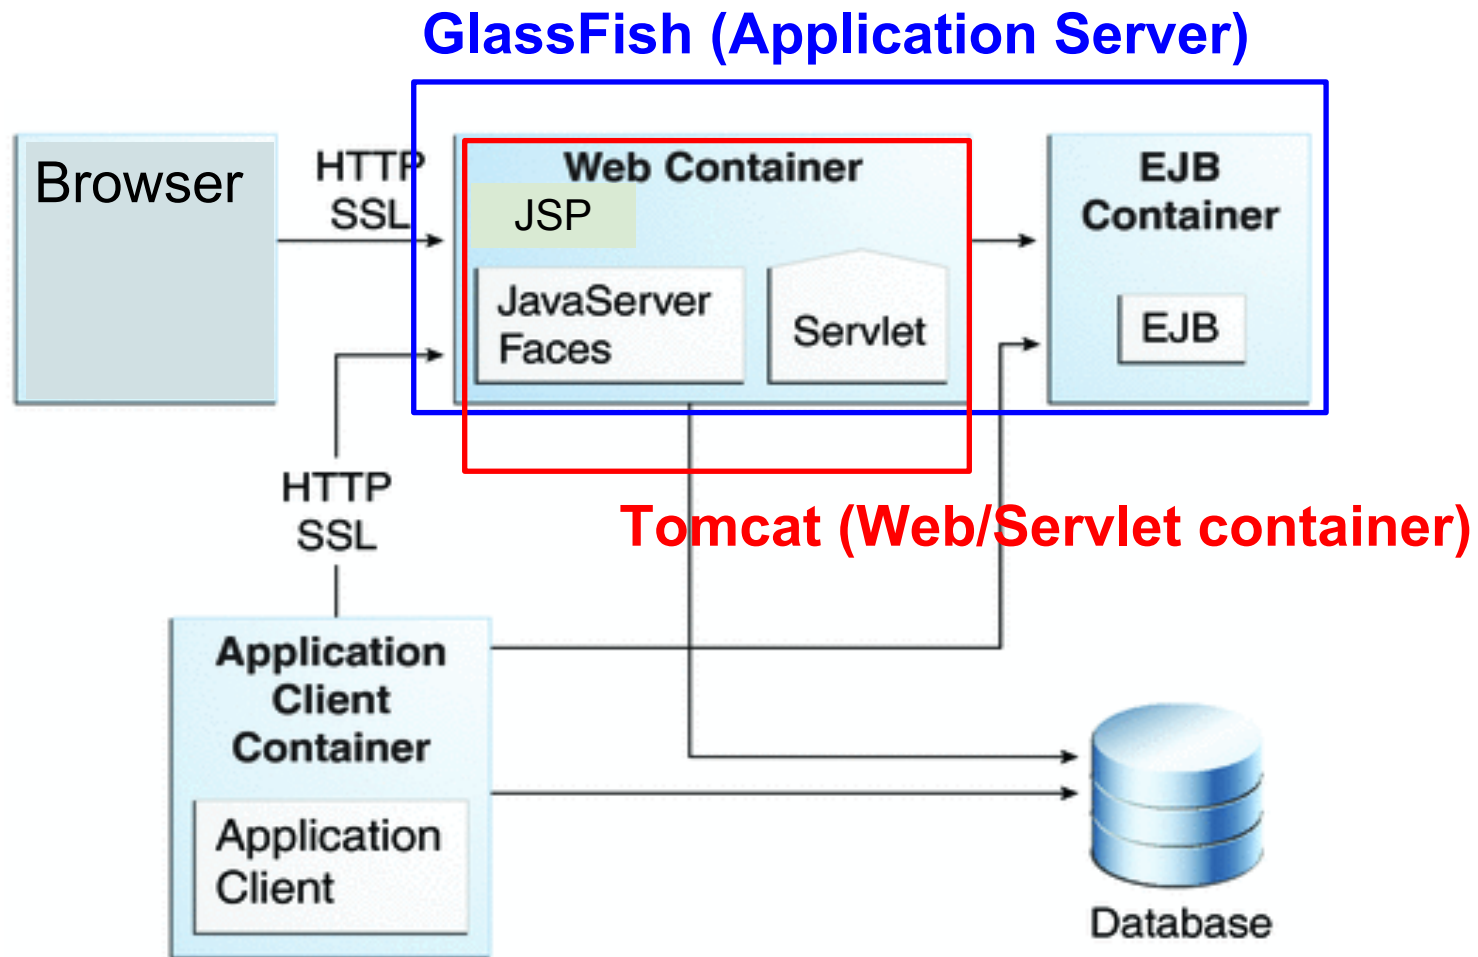 GlassFish (Application Server)
Browser
HTTP
SSL
Web Container
JSP
JavaServer
Faces
Servlet
EJB
Container
EJB
HTTP
SSL
Tomcat (Web/Servlet container)
Application
Client
Container
Application
Client
Database